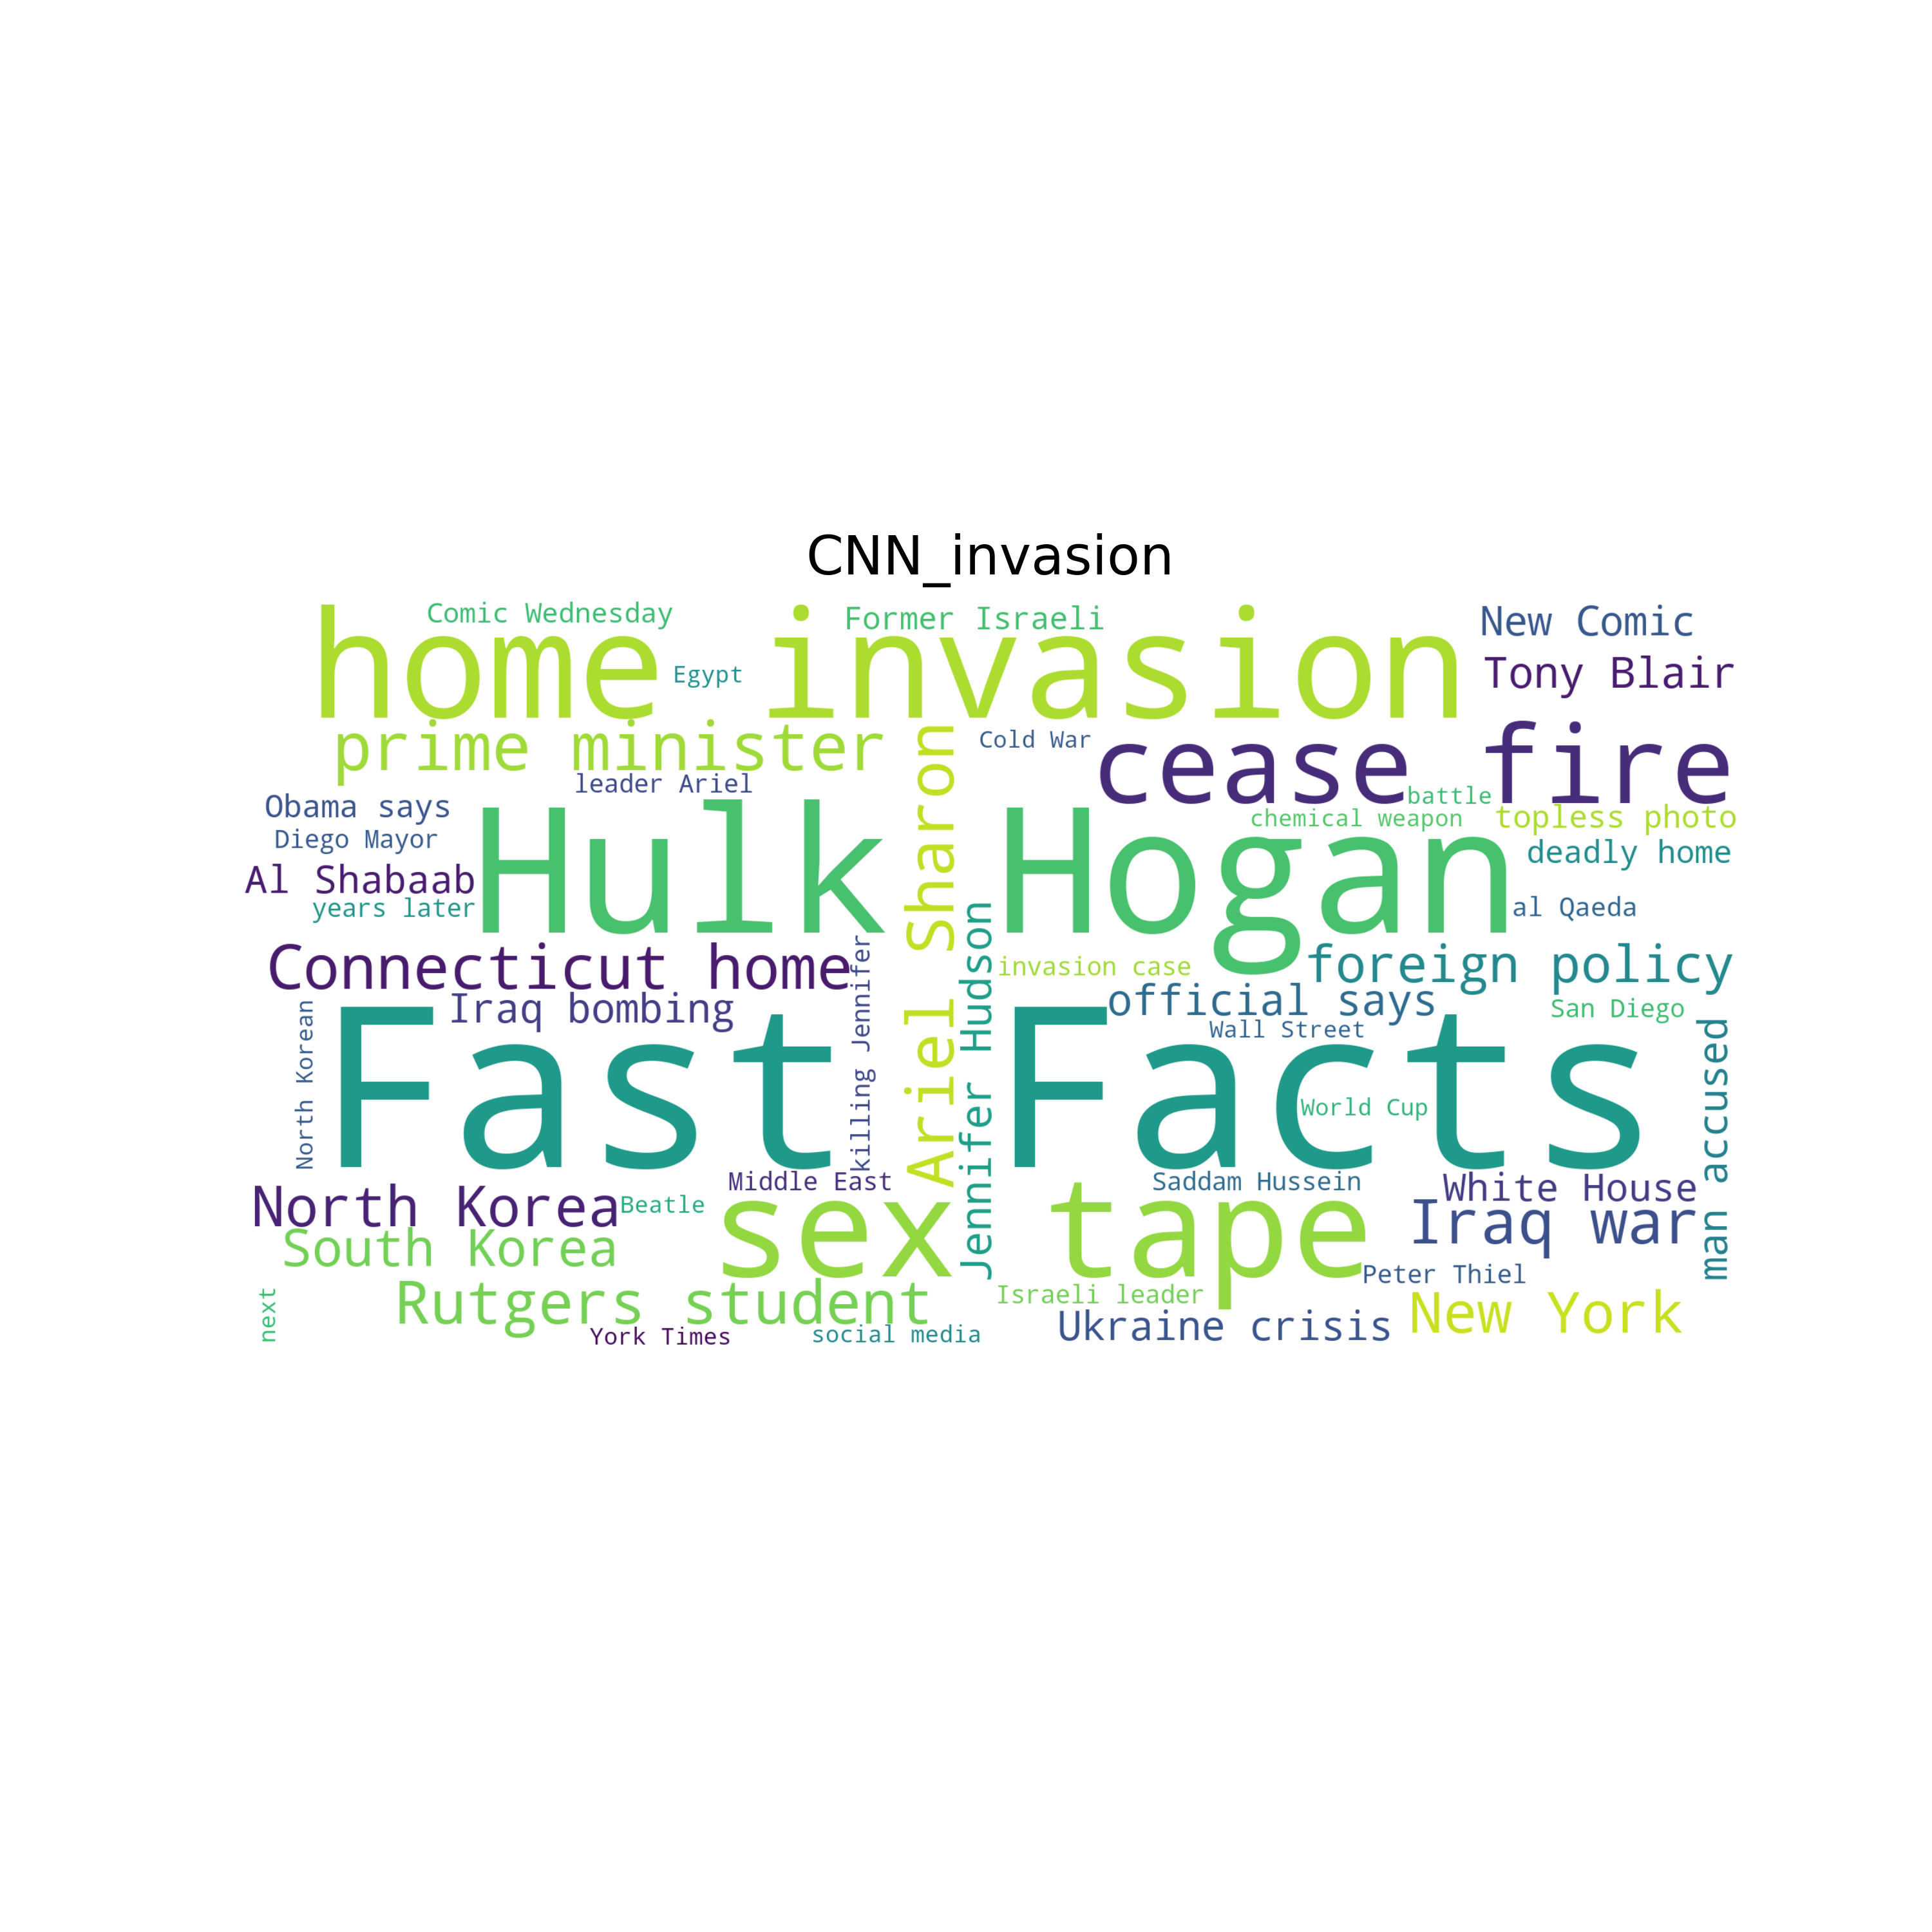 CNN_invasion
Comic Wednesday
Former Israeli
New Comic
home invasion
Egypt
Tony Blair
prime minister
Cold War
cease fire
leader Ariel
Ariel Sharon
Obama says
battle
chemical weapon
topless photo
Diego Mayor
Hulk Hogan
deadly home
Al Shabaab
years later
al Qaeda
Jennifer Hudson
Connecticut home
killing Jennifer
invasion case
foreign policy
Iraq bombing
official says
San Diego
North Korean
Wall Street
man accused
Fast Facts
World Cup
Middle East
Saddam Hussein
White House
North Korea
Beatle
sex tape
Iraq war
South Korea
Peter Thiel
next
Rutgers student
Israeli leader
New York
York Times
social media
Ukraine crisis